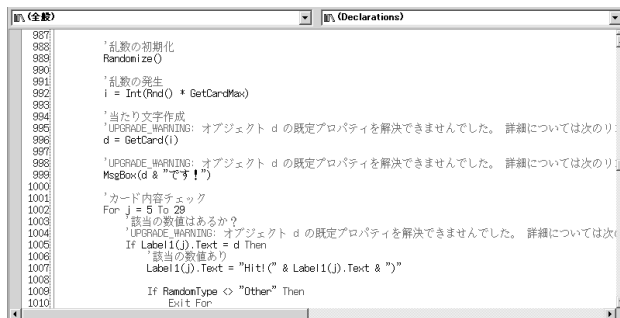 (全般) (Declarations)
987
988 '乱数の初期化
989 Randomize()
990
991 '乱数の発生
992 i = Int(Rnd() * GetCardMax)
993
994 '当たり文字作成
995 'UPGRADE_WARNING: オブジェクト d の既定プロパティを解決できませんでした。 詳細については次のリ
996 d = GetCard(i)
997
998 'UPGRADE_WARNING: オブジェクト d の既定プロパティを解決できませんでした。 詳細については次のリ
999 MsgBox(d & "です！")
1000
1001 'カード内容チェック
1002 For j = 5 To 29
1003 '該当の数値はあるか？
1004 'UPGRADE_WARNING: オブジェクト d の既定プロパティを解決できませんでした。 詳細については次の
1005 If Label1(j).Text = d Then
1006 '該当の数値あり
1007 Label1(j).Text = "Hit!(" & Label1(j).Text & ")"
1008
1009 If RamdomType <> "Other" Then
1010 Exit For